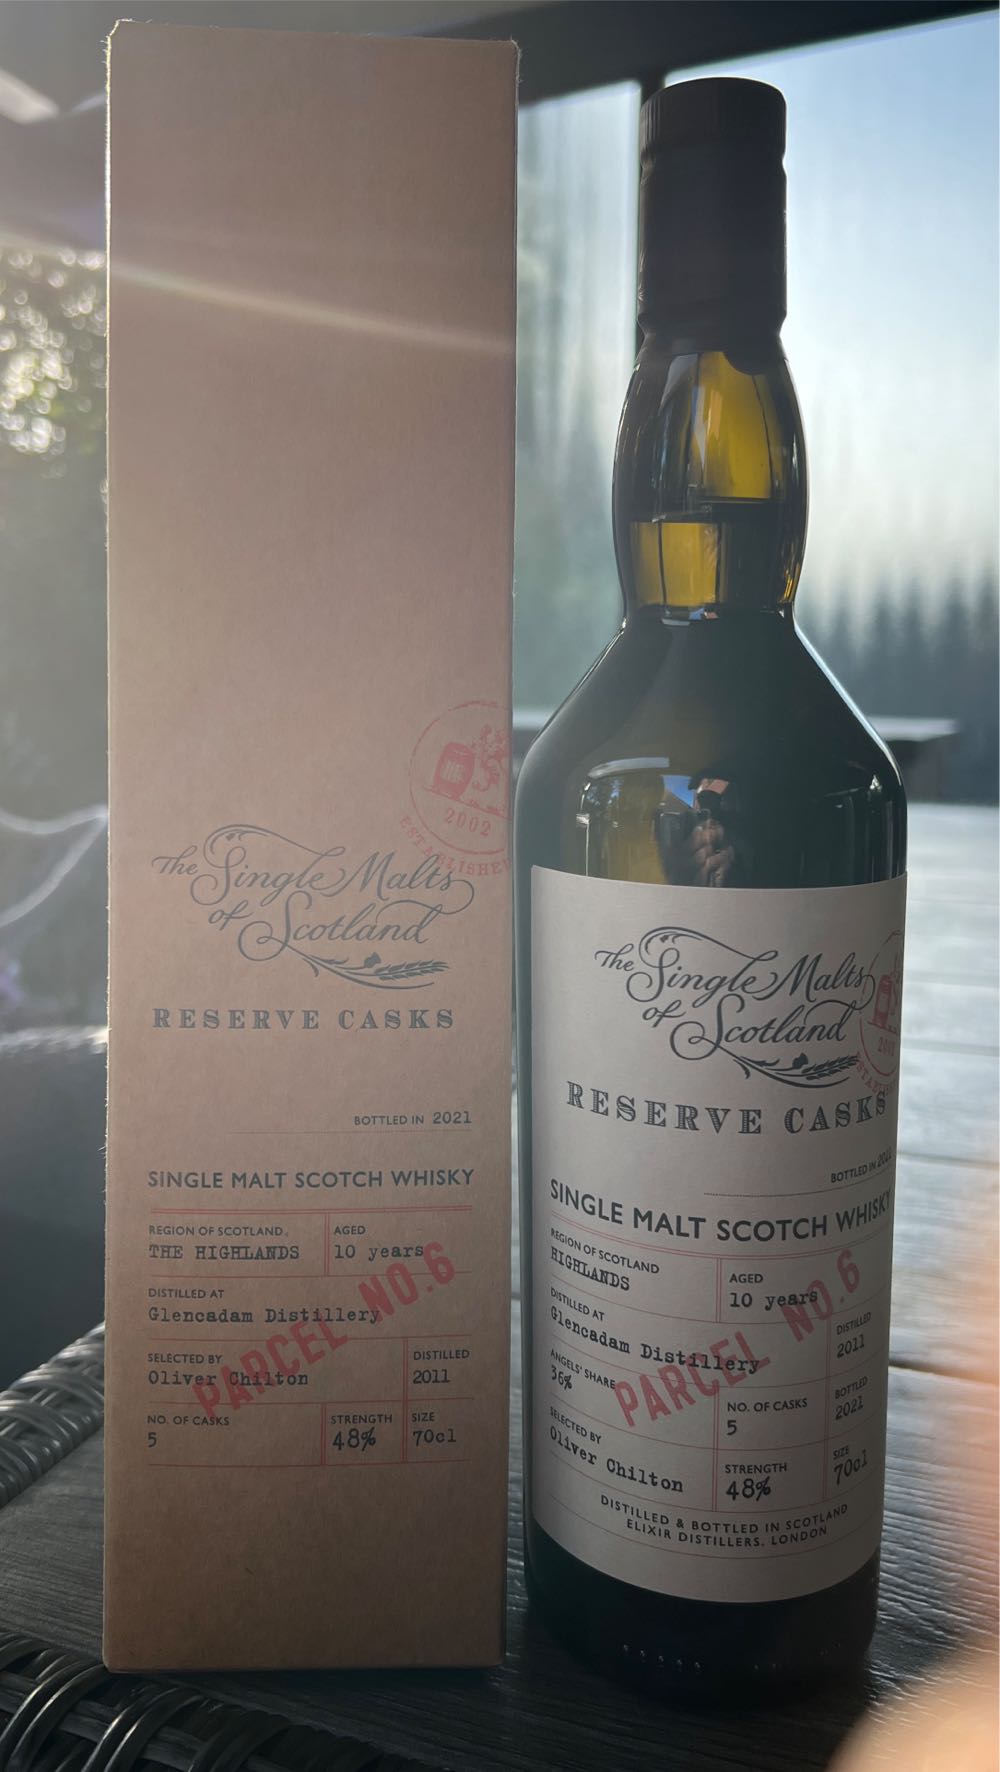 2002
ESTABLISHED
The Single Malts
of Scotland
RESERVE CASKS
BOTTLED IN 2021
SINGLE MALT SCOTCH WHISKY
REGION OF SCOTLAND
THE HIGHLANDS
AGED
10 years
DISTILLED AT
Glencadam Distillery
PARCEL NO.6
SELECTED BY
Oliver Chilton
DISTILLED
2011
NO. OF CASKS
5
STRENGTH
48%
SIZE
70cl
The Single Malts
of Scotland
2002
RESERVE CASKS
BOTTLED IN 2021
SINGLE MALT SCOTCH WHISKY
REGION OF SCOTLAND
HIGHLANDS
AGED
10 years
DISTILLED AT
Glencadam Distillery
DISTILLED
2011
PARCEL NO.6
ANGELS' SHARE
36%
NO. OF CASKS
5
BOTTLED
2021
SELECTED BY
Oliver Chilton
STRENGTH
48%
SIZE
70cl
DISTILLED & BOTTLED IN SCOTLAND
ELIXIR DISTILLERS, LONDON